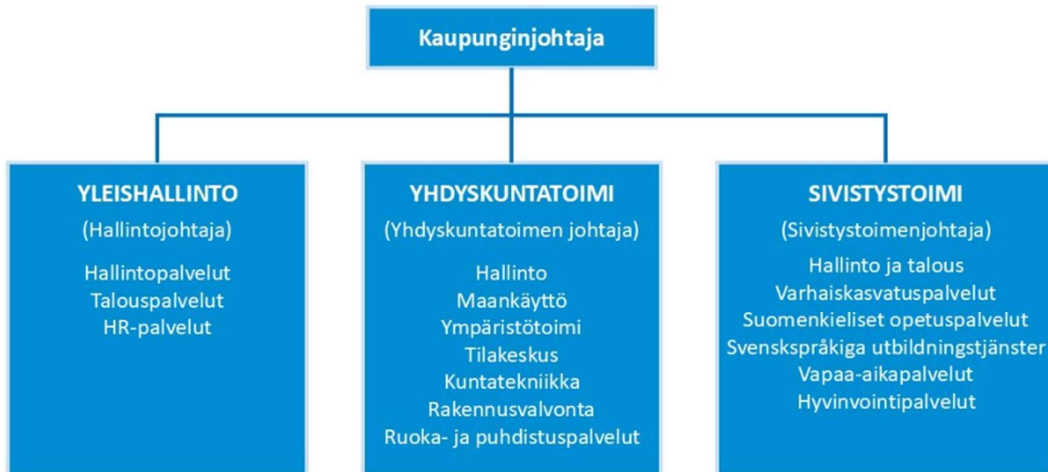 Kaupunginjohtaja
YLEISHALLINTO
(Hallintojohtaja)
Hallintopalvelut
Talouspalvelut
HR-palvelut
YHDYSKUNTATOIMI
(Yhdyskuntatoimen johtaja)
Hallinto
Maankäyttö
Ympäristötoimi
Tilakeskus
Kuntatekniikka
Rakennusvalvonta
Ruoka- ja puhdistuspalvelut
SIVISTYSTOIMI
(Sivistystoimenjohtaja)
Hallinto ja talous
Varhaiskasvatuspalvelut
Suomenkieliset opetuspalvelut
Svenskspråkiga utbildningstjänster
Vapaa-aikapalvelut
Hyvinvointipalvelut